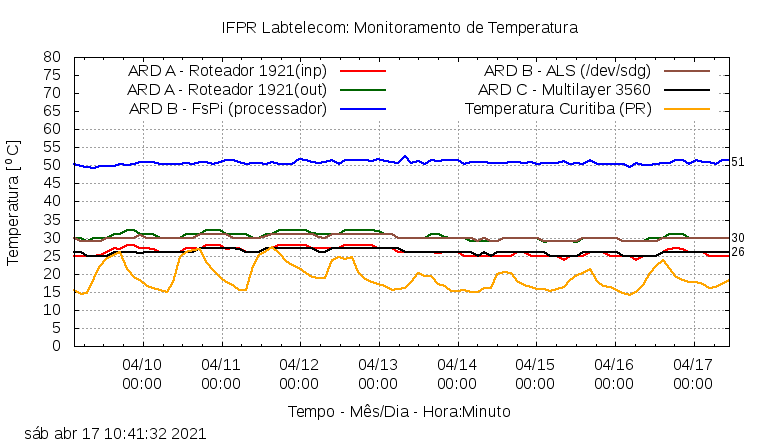 IFPR Labtelecom: Monitoramento de Temperatura
ARD A - Roteador 1921(inp)
ARD A - Roteador 1921(out)
ARD B - FsPi (processador)
ARD B - ALS (/dev/sdg)
ARD C - Multilayer 3560
Temperatura Curitiba (PR)
Temperatura [ ° C]
80
75
70
65
60
55
50
45
40
35
30
25
20
15
10
5
0
51
30
26
04/10 04/11 04/12 04/13 04/14 04/15 04/16 04/17
00:00 00:00 00:00 00:00 00:00 00:00 00:00 00:00
Tempo - Mês/Dia - Hora:Minuto
sáb abr 17 10:41:32 2021